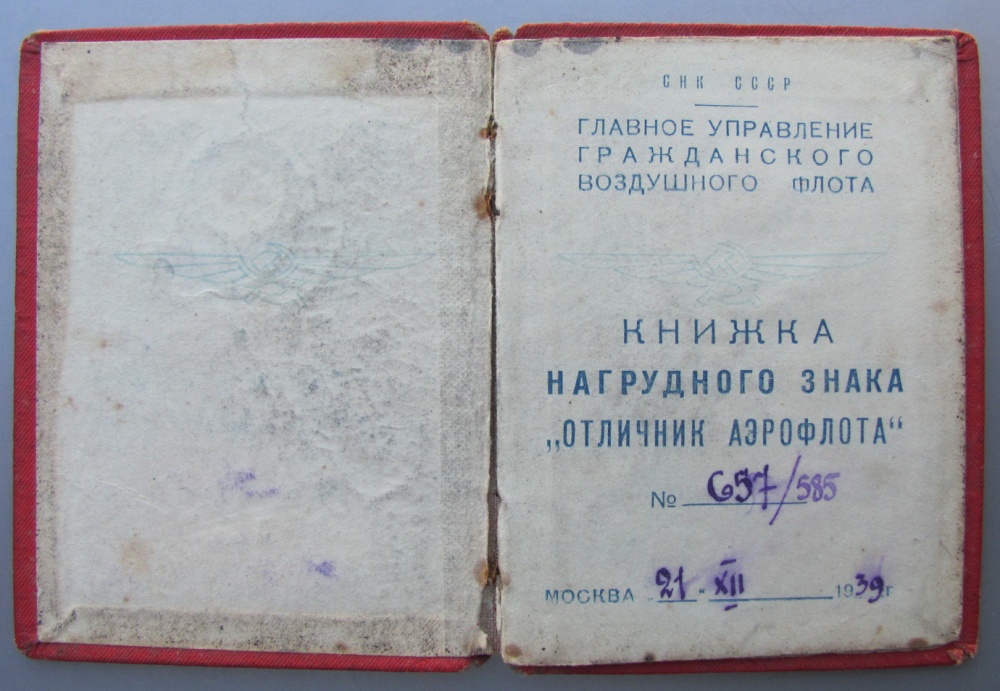 СНК СССР
ГЛАВНОЕ УПРАВЛЕНИЕ
ГРАЖДАНСКОГО
ВОЗДУШНОГО ФЛОТА
КНИЖКА
НАГРУДНОГО ЗНАКА
„ОТЛИЧНИК АЭРОФЛОТА“
№ 657/585
МОСКВА 21 " XII 1939 г